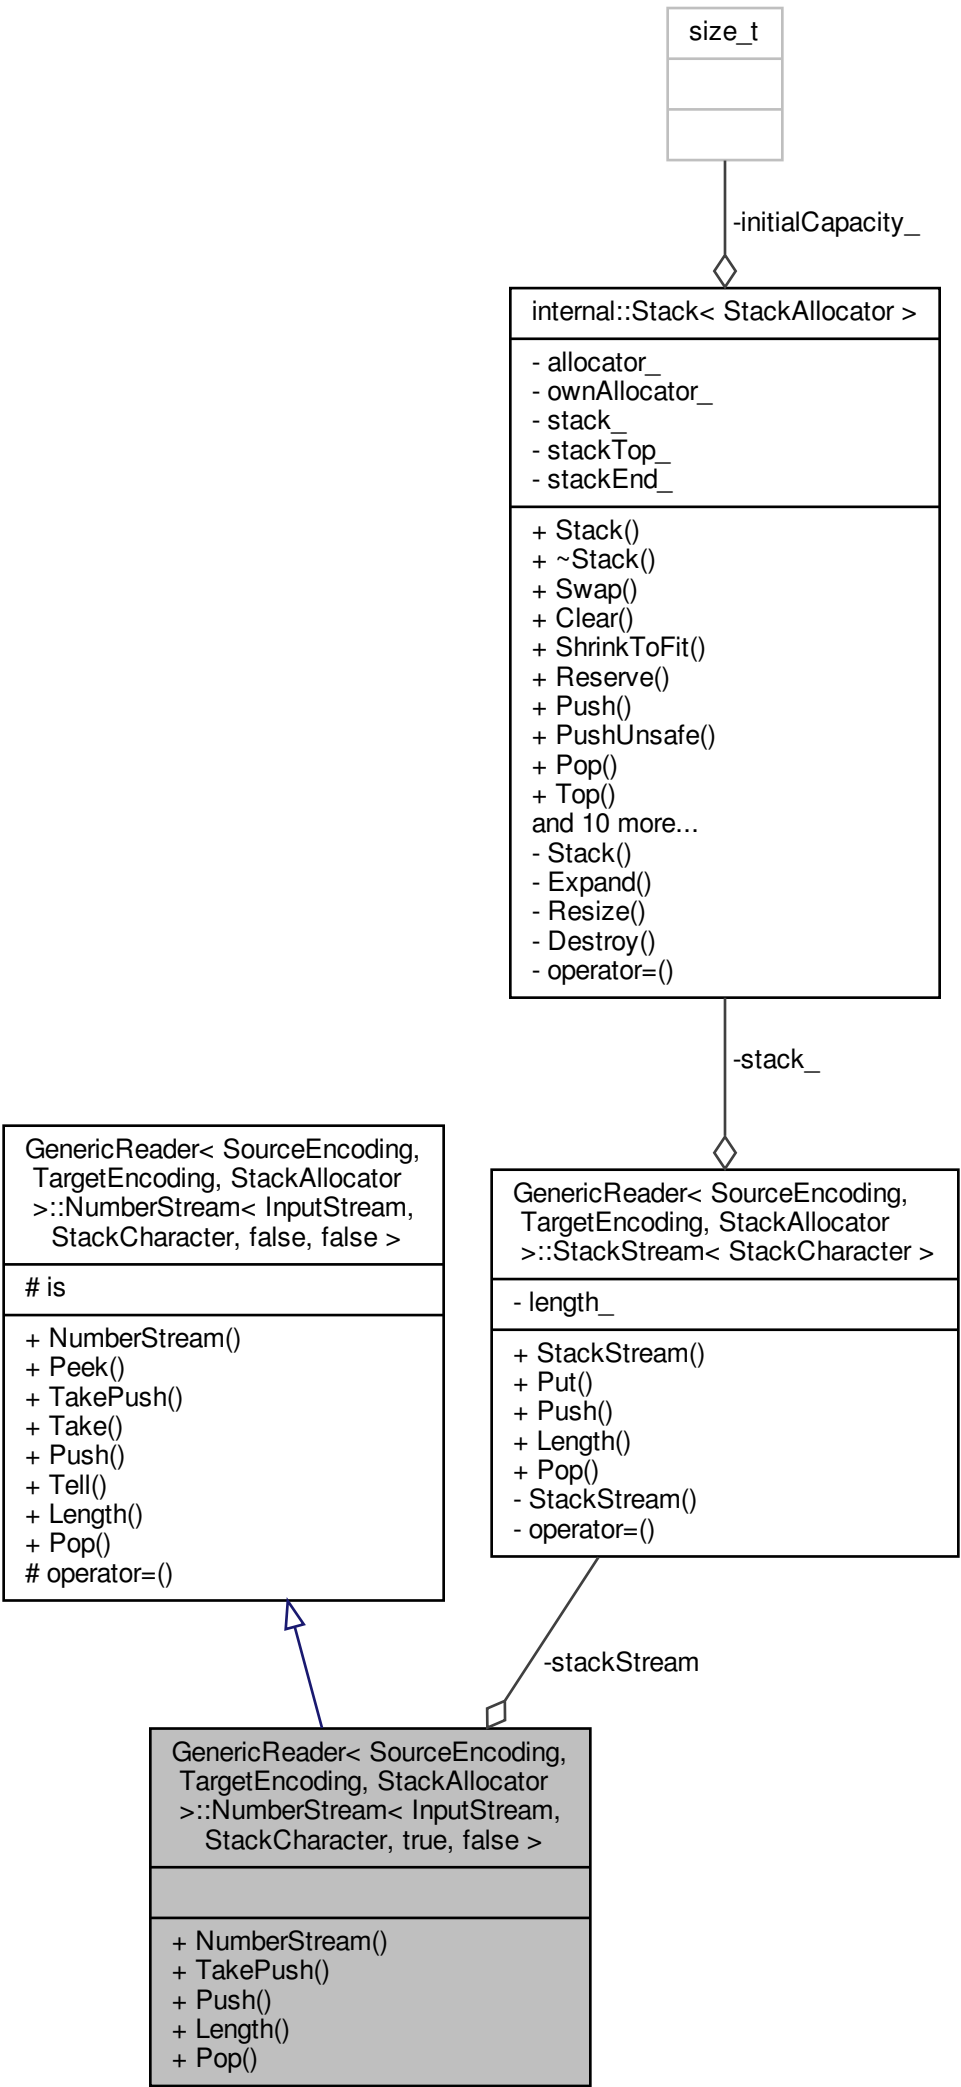 size_t
-initialCapacity_
internal::Stack< StackAllocator >
- allocator_
- ownAllocator_
- stack_
- stackTop_
- stackEnd_
+ Stack()
+ ~Stack()
+ Swap()
+ Clear()
+ ShrinkToFit()
+ Reserve()
+ Push()
+ PushUnsafe()
+ Pop()
+ Top()
and 10 more...
- Stack()
- Expand()
- Resize()
- Destroy()
- operator=()
-stack_
GenericReader< SourceEncoding,
TargetEncoding, StackAllocator
>::NumberStream< InputStream,
StackCharacter, false, false >
# is
+ NumberStream()
+ Peek()
+ TakePush()
+ Take()
+ Push()
+ Tell()
+ Length()
+ Pop()
# operator=()
GenericReader< SourceEncoding,
TargetEncoding, StackAllocator
>::StackStream< StackCharacter >
- length_
+ StackStream()
+ Put()
+ Push()
+ Length()
+ Pop()
- StackStream()
- operator=()
-stackStream
GenericReader< SourceEncoding,
TargetEncoding, StackAllocator
>::NumberStream< InputStream,
StackCharacter, true, false >
+ NumberStream()
+ TakePush()
+ Push()
+ Length()
+ Pop()